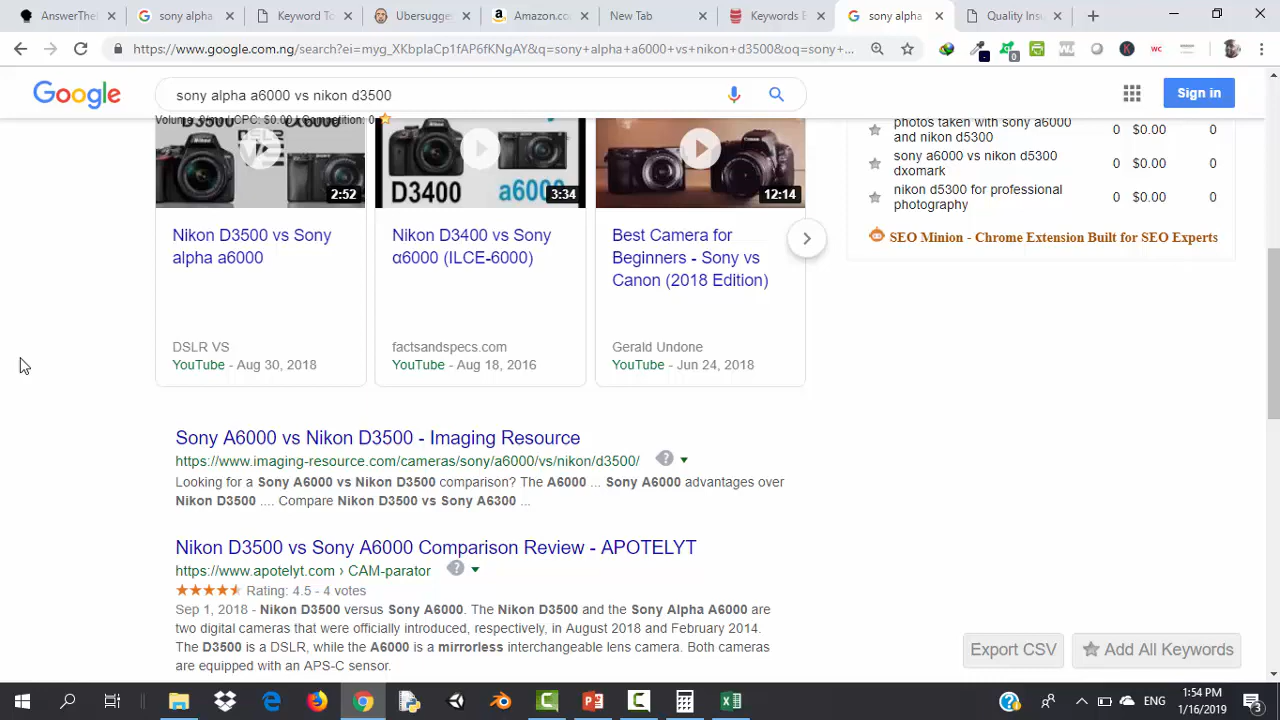 AnswerThe
sony alpha
Keyword To
Ubersugges
Amazon.co
New Tab
Keywords E
sony alpha
Quality Ins
https://www.google.com.ng/search?ei=myg_XKbpIaCp1fAP6fKNgAY&q=sony+alpha+a6000+vs+nikon+d3500&oq=sony+...
0
WJ
K
WC
Google
sony alpha a6000 vs nikon d3500
Sign in
D3500
A6000
2:52
D3400
a6000
3:34
12:14
Nikon D3500 vs Sony
alpha a6000
DSLR VS
YouTube - Aug 30, 2018
Nikon D3400 vs Sony
α6000 (ILCE-6000)
factsandspecs.com
YouTube - Aug 18, 2016
Best Camera for
Beginners - Sony vs
Canon (2018 Edition)
Gerald Undone
YouTube - Jun 24, 2018
photos taken with sony a6000
and nikon d5300
0 $0.00 0
sony a6000 vs nikon d5300
dxomark
0 $0.00 0
nikon d5300 for professional
photography
0 $0.00 0
SEO Minion - Chrome Extension Built for SEO Experts
Sony A6000 vs Nikon D3500 - Imaging Resource
https://www.imaging-resource.com/cameras/sony/a6000/vs/nikon/d3500/
Looking for a Sony A6000 vs Nikon D3500 comparison? The A6000 ... Sony A6000 advantages over
Nikon D3500 .... Compare Nikon D3500 vs Sony A6300 ...
Nikon D3500 vs Sony A6000 Comparison Review - APOTELYT
https://www.apotelyt.com › CAM-parator
Rating: 4.5 - 4 votes
Sep 1, 2018 - Nikon D3500 versus Sony A6000. The Nikon D3500 and the Sony Alpha A6000 are
two digital cameras that were officially introduced, respectively, in August 2018 and February 2014.
The D3500 is a DSLR, while the A6000 is a mirrorless interchangeable lens camera. Both cameras
are equipped with an APS-C sensor.
Export CSV
Add All Keywords
ENG
1:54 PM
1/16/2019
3